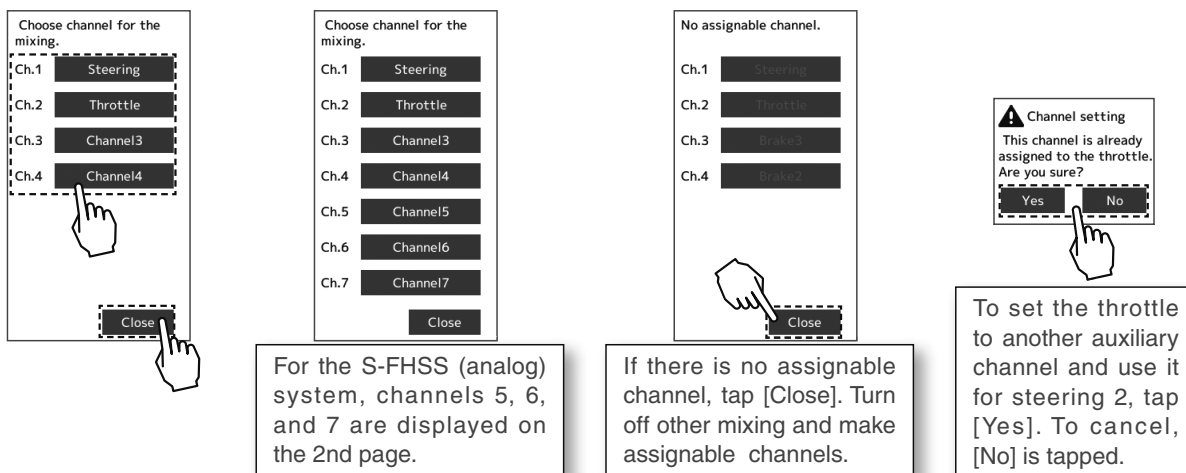 Choose channel for the
mixing.
Ch.1 Steering
Ch.2 Throttle
Ch.3 Channel3
Ch.4 Channel4
Close
Choose channel for the
mixing.
Ch.1 Steering
Ch.2 Throttle
Ch.3 Channel3
Ch.4 Channel4
Ch.5 Channel5
Ch.6 Channel6
Ch.7 Channel7
Close
For the S-FHSS (analog)
system, channels 5, 6,
and 7 are displayed on
the 2nd page.
No assignable channel.
Ch.1 Steering
Ch.2 Throttle
Ch.3 Brake3
Ch.4 Brake2
Close
If there is no assignable
channel, tap [Close]. Turn
off other mixing and make
assignable channels.
Channel setting
This channel is already
assigned to the throttle.
Are you sure?
Yes No
To set the throttle
to another auxiliary
channel and use it
for steering 2, tap
[Yes]. To cancel,
[No] is tapped.